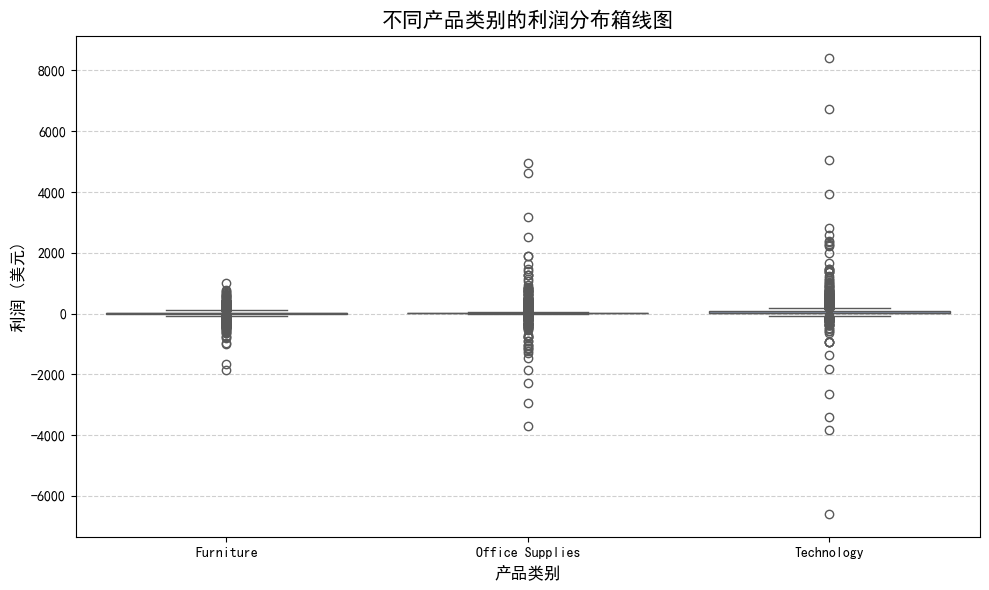 不同产品类别的利润分布箱线图
利润 (美元)
8000
6000
4000
2000
0
−2000
−4000
−6000
Furniture
Office Supplies
Technology
产品类别